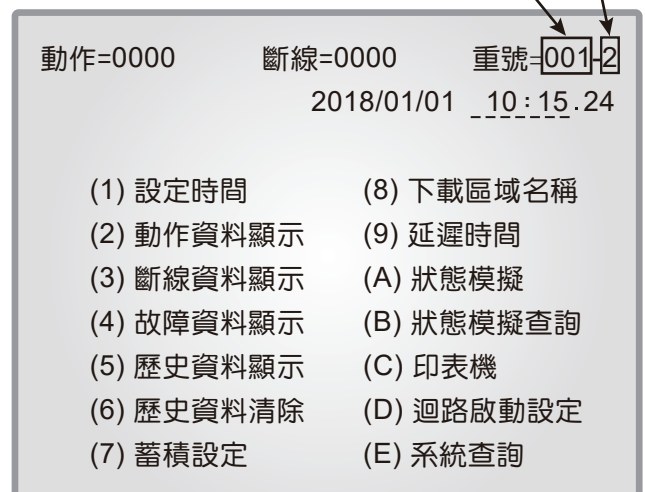 動作=0000 斷線=0000 重號=001-2
2018/01/01 10:15.24
(1) 設定時間 (8) 下載區域名稱
(2) 動作資料顯示 (9) 延遲時間
(3) 斷線資料顯示 (A) 狀態模擬
(4) 故障資料顯示 (B) 狀態模擬查詢
(5) 歷史資料顯示 (C) 印表機
(6) 歷史資料清除 (D) 迴路啟動設定
(7) 蓄積設定 (E) 系統查詢